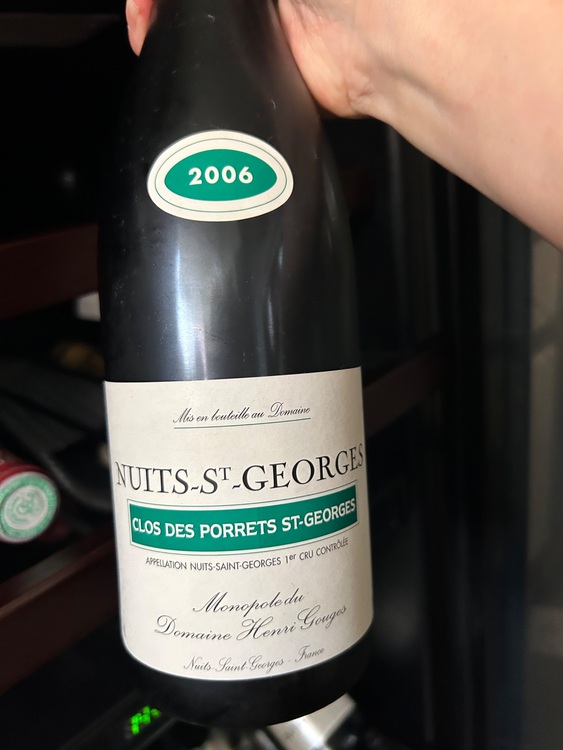 2006
Mis en bouteille au Domaine
NUITS-ST-GEORGES
CLOS DES PORRETS ST-GEORGES
APPELLATION NUITS-SAINT-GEORGES 1er CRU CONTRÔLÉE
Monopole du
Domaine Henri Gouges
Nuits-Saint-Georges - France